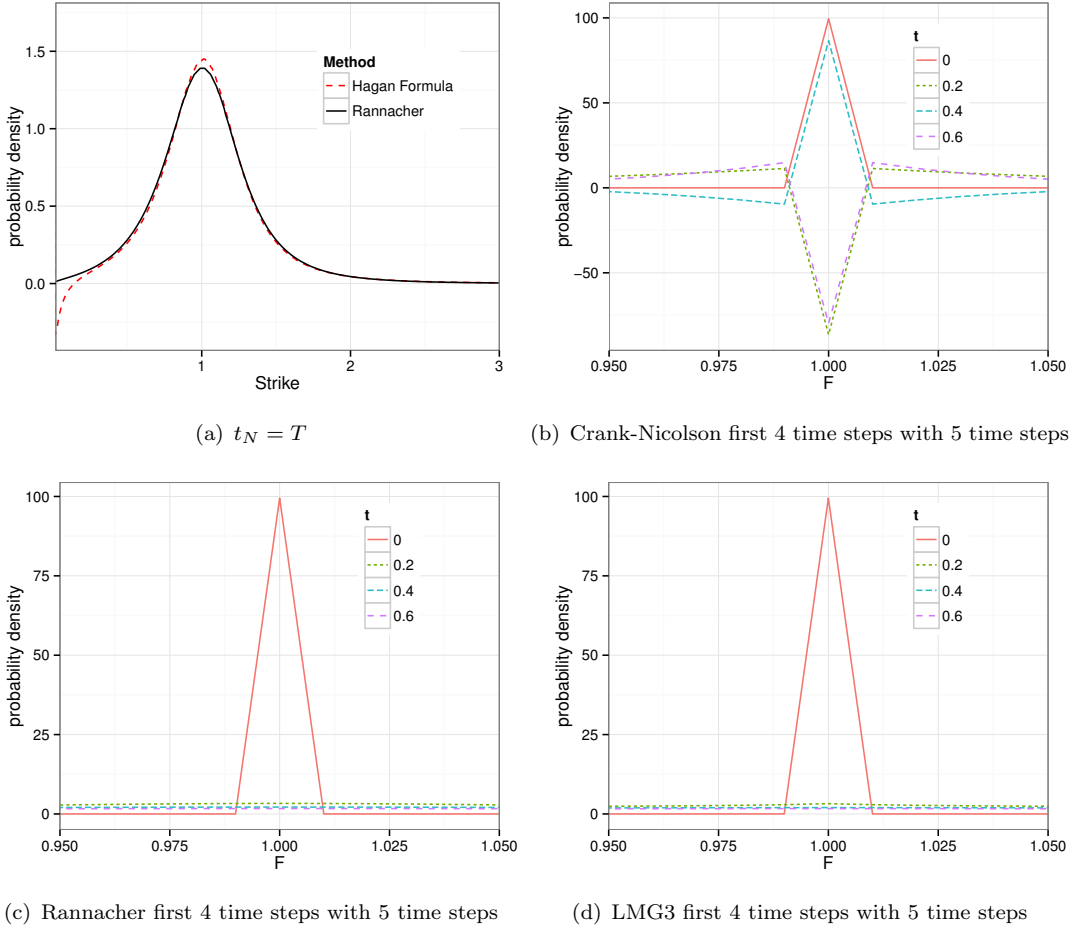 probability density
1.5
1.0
0.5
0.0
Method
Hagan Formula
Rannacher
1
2
3
Strike
(a) t_N = T
probability density
100
50
0
−50
t
0
0.2
0.4
0.6
0.950
0.975
1.000
1.025
1.050
F
(b) Crank-Nicolson first 4 time steps with 5 time steps
probability density
100
75
50
25
0
t
0
0.2
0.4
0.6
0.950
0.975
1.000
1.025
1.050
F
(c) Rannacher first 4 time steps with 5 time steps
probability density
100
75
50
25
0
t
0
0.2
0.4
0.6
0.950
0.975
1.000
1.025
1.050
F
(d) LMG3 first 4 time steps with 5 time steps